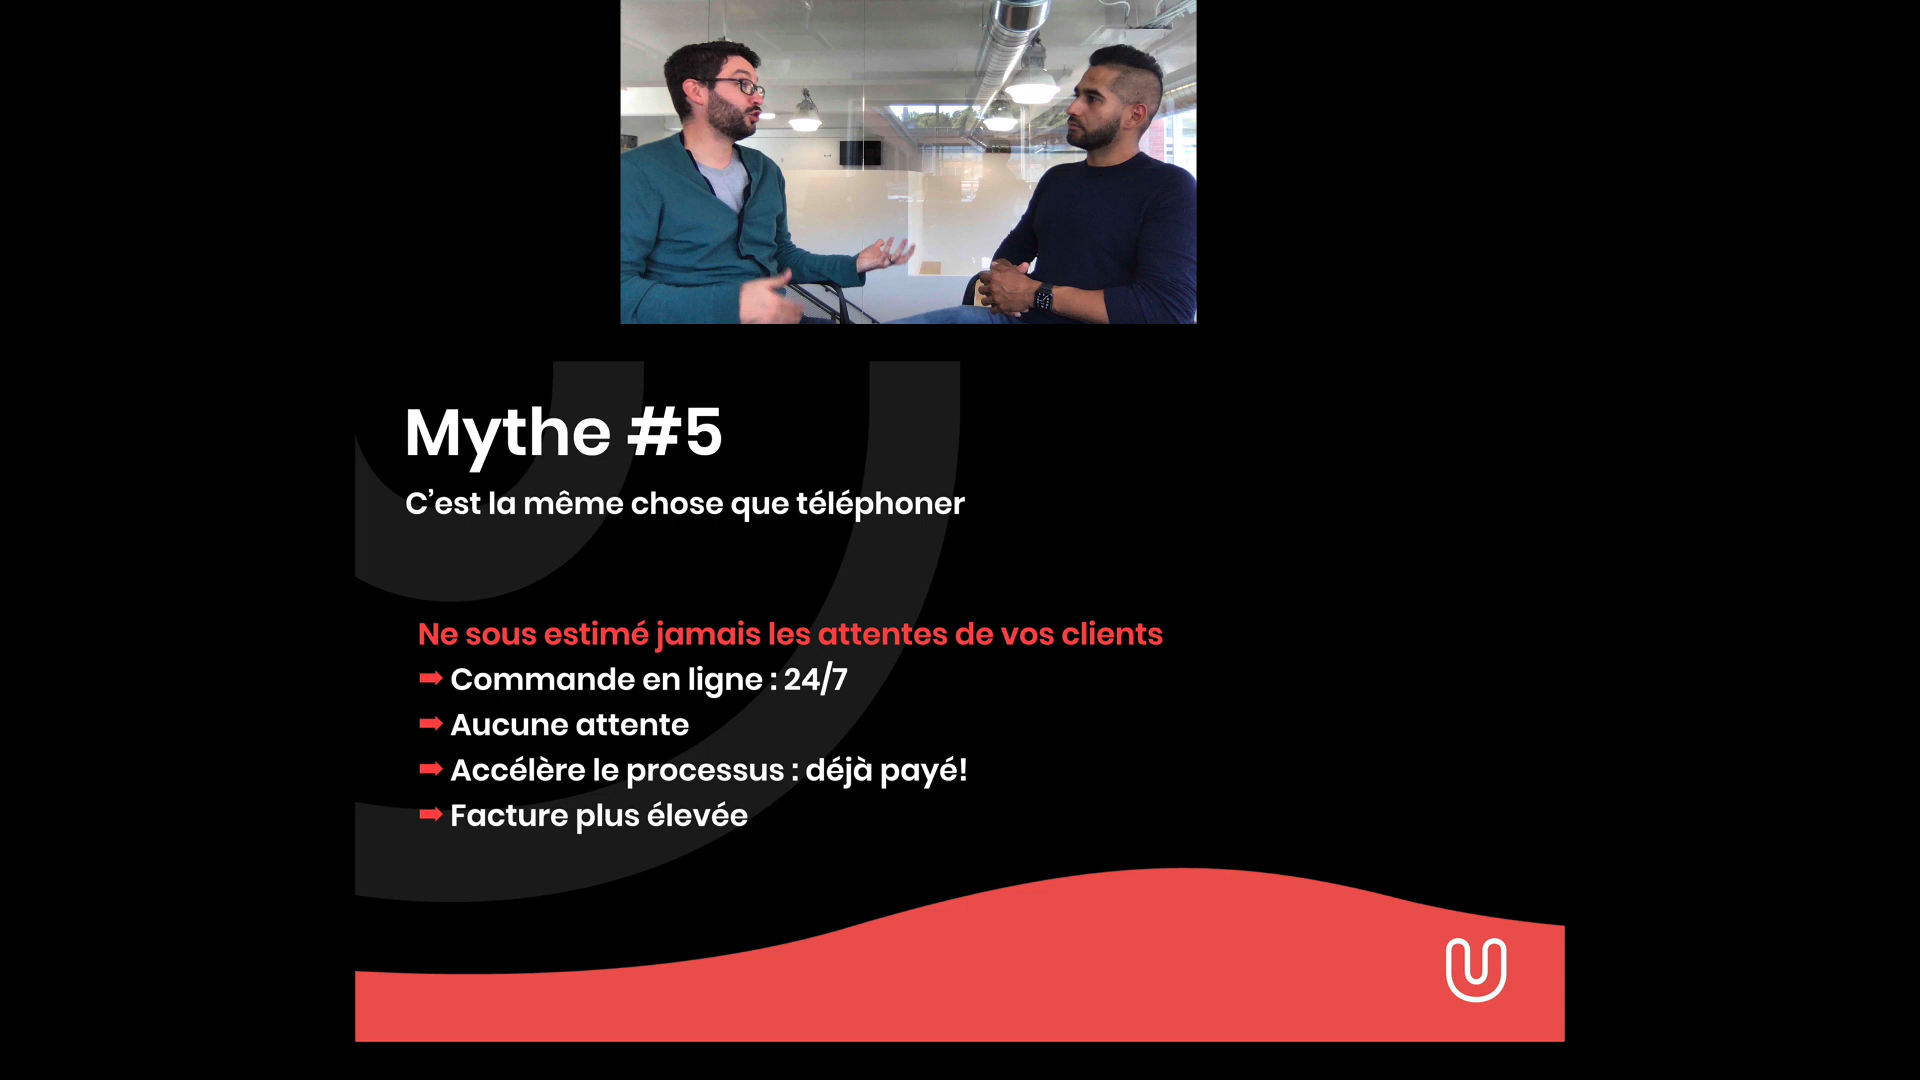 Mythe #5
C’est la même chose que téléphoner
Ne sous estimé jamais les attentes de vos clients
➡ Commande en ligne : 24/7
➡ Aucune attente
➡ Accélère le processus : déjà payé!
➡ Facture plus élevée